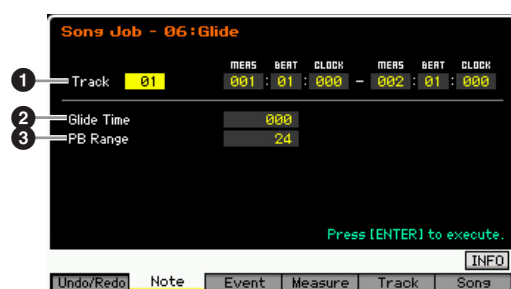 Song Job - 06:Glide
MEAS BEAT CLOCK MEAS BEAT CLOCK
1 Track 01 001 : 01 : 000 - 002 : 01 : 000
2 Glide Time 000
3 PB Range 24
Press [ENTER] to execute.
INFO
Undo/Redo Note Event Measure Track Song